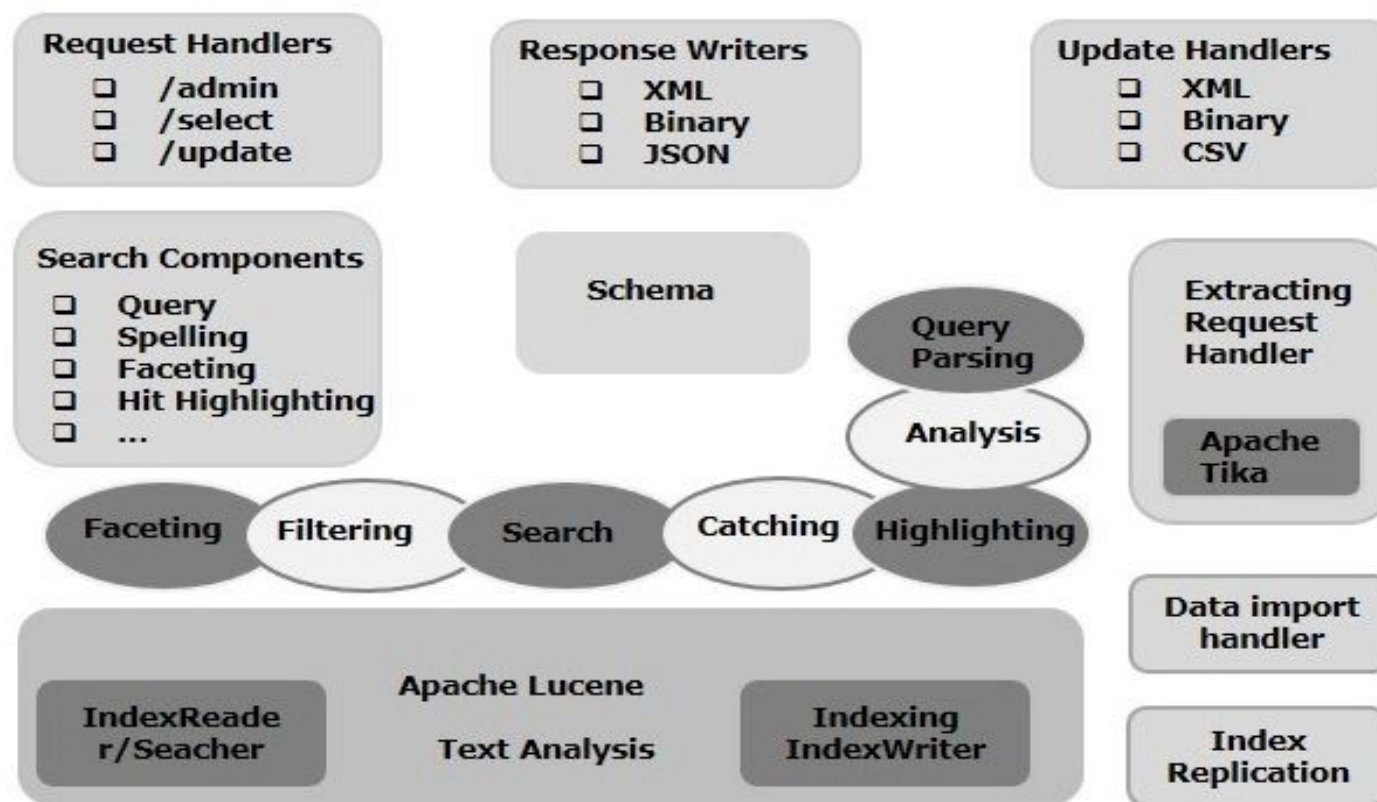 Request Handlers
❑ /admin
❑ /select
❑ /update
Response Writers
❑ XML
❑ Binary
❑ JSON
Update Handlers
❑ XML
❑ Binary
❑ CSV
Search Components
❑ Query
❑ Spelling
❑ Faceting
❑ Hit Highlighting
❑ ...
Schema
Query
Parsing
Analysis
Extracting
Request
Handler
Apache
Tika
Faceting
Filtering
Search
Catching
Highlighting
Data import
handler
Apache Lucene
IndexReade
r/Seacher
Text Analysis
Indexing
IndexWriter
Index
Replication